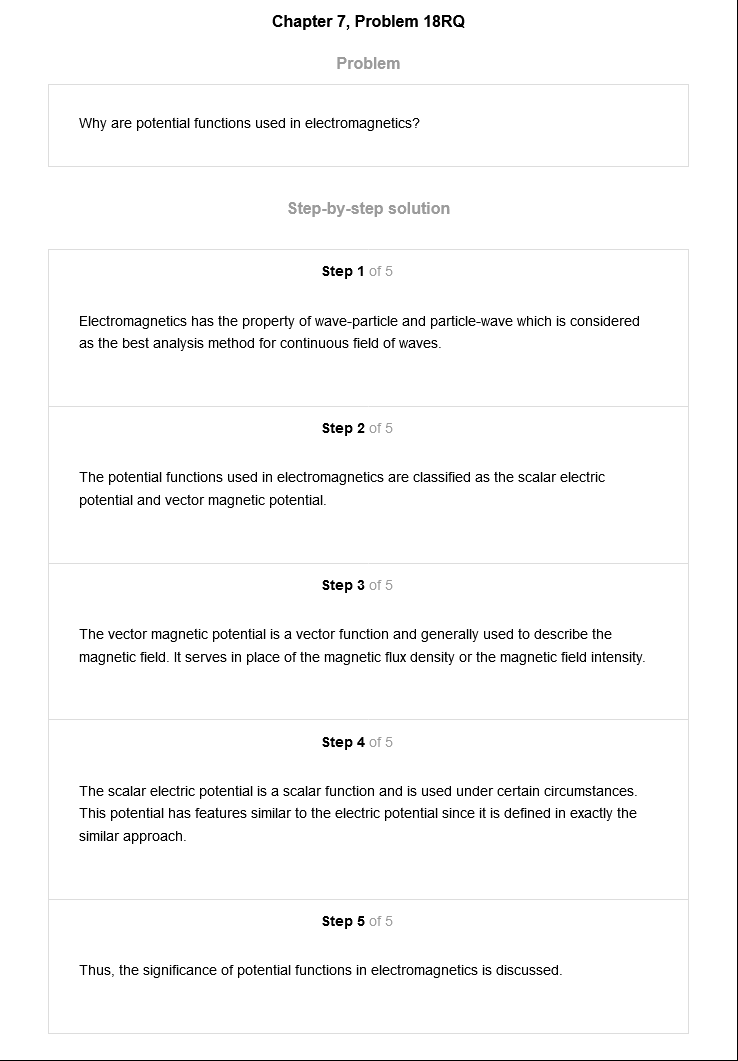 Chapter 7, Problem 18RQ
Problem
Why are potential functions used in electromagnetics?
Step-by-step solution
Step 1 of 5
Electromagnetics has the property of wave-particle and particle-wave which is considered
as the best analysis method for continuous field of waves.
Step 2 of 5
The potential functions used in electromagnetics are classified as the scalar electric
potential and vector magnetic potential.
Step 3 of 5
The vector magnetic potential is a vector function and generally used to describe the
magnetic field. It serves in place of the magnetic flux density or the magnetic field intensity.
Step 4 of 5
The scalar electric potential is a scalar function and is used under certain circumstances.
This potential has features similar to the electric potential since it is defined in exactly the
similar approach.
Step 5 of 5
Thus, the significance of potential functions in electromagnetics is discussed.